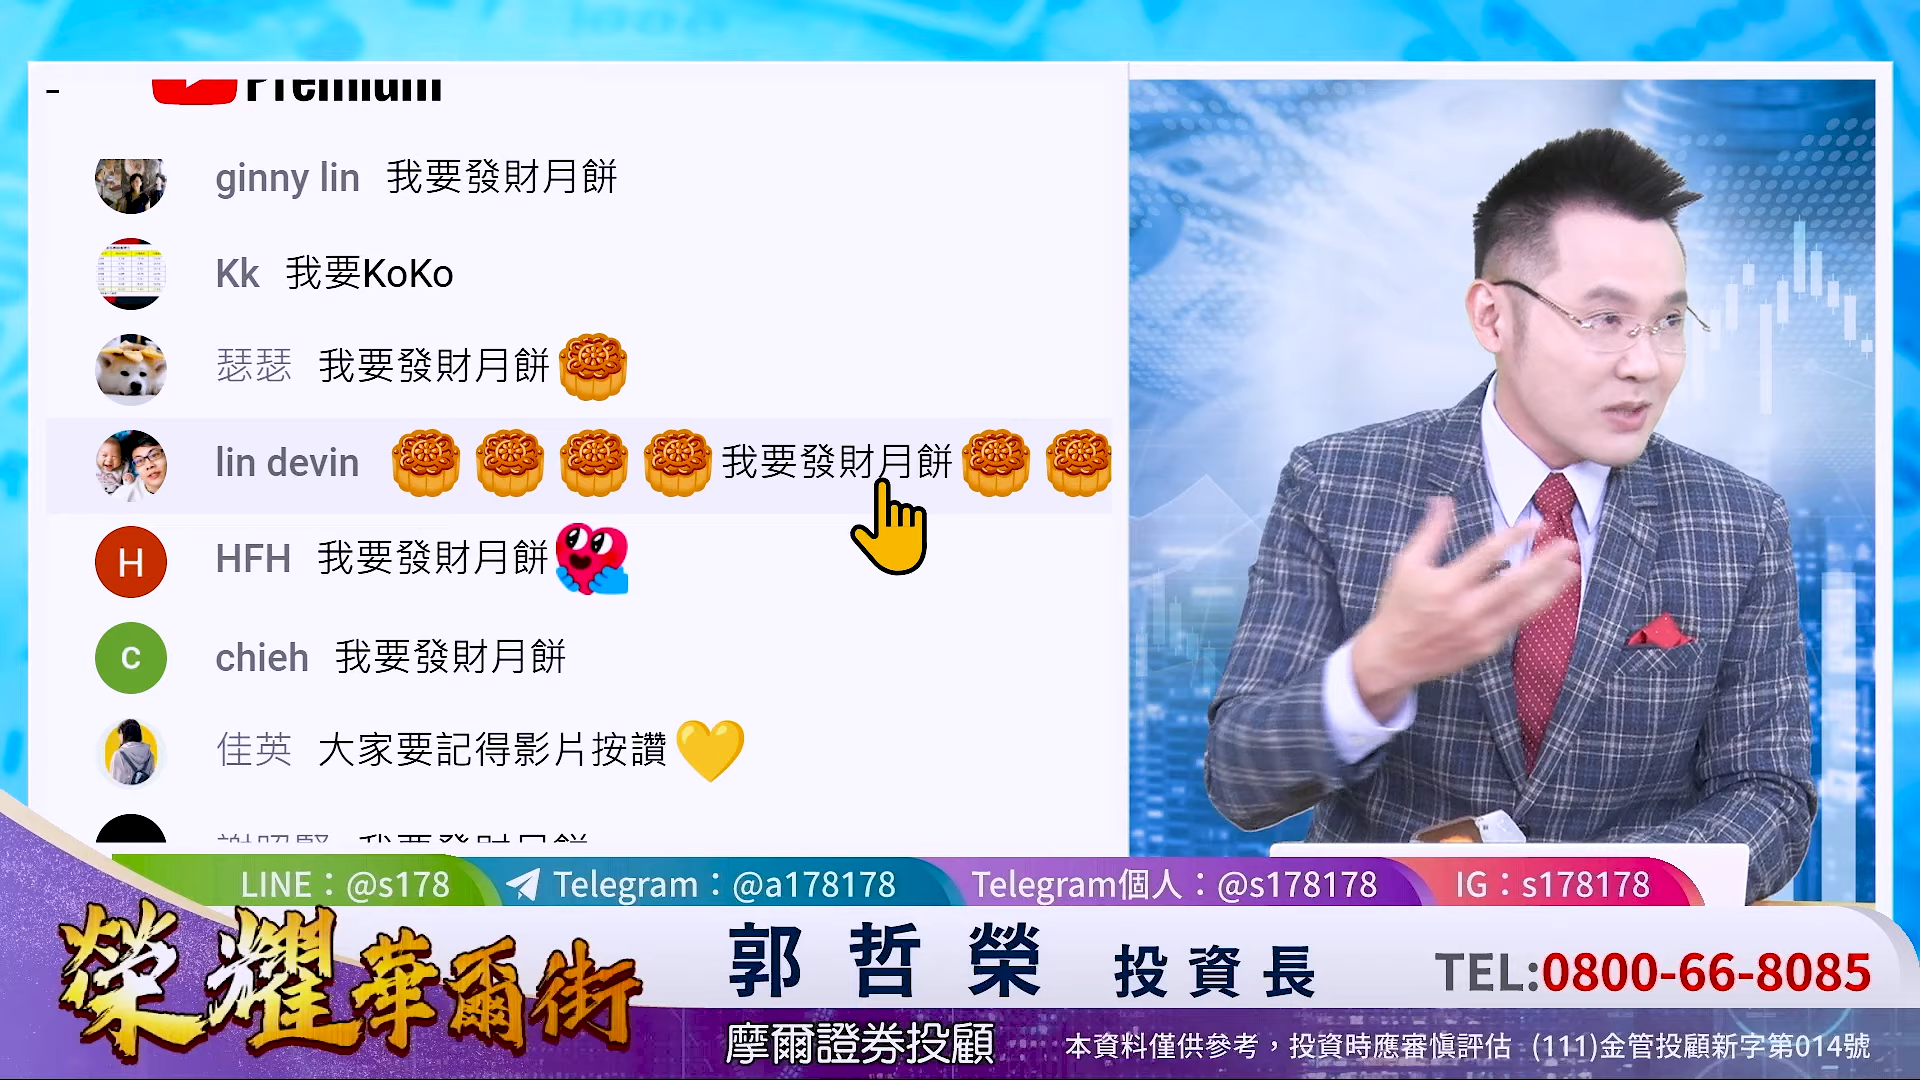 Premium
ginny lin 我要發財月餅
Kk 我要KoKo
瑟瑟 我要發財月餅
lin devin 我要發財月餅
H HFH 我要發財月餅
c chieh 我要發財月餅
佳英 大家要記得影片按讚
我要發財月餅
LINE：@s178 Telegram：@a178178 Telegram個人：@s178178 IG：s178178
榮耀華爾街
郭哲榮 投資長 TEL:0800-66-8085
摩爾證券投顧 本資料僅供參考，投資時應審慎評估 (111)金管投顧新字第014號